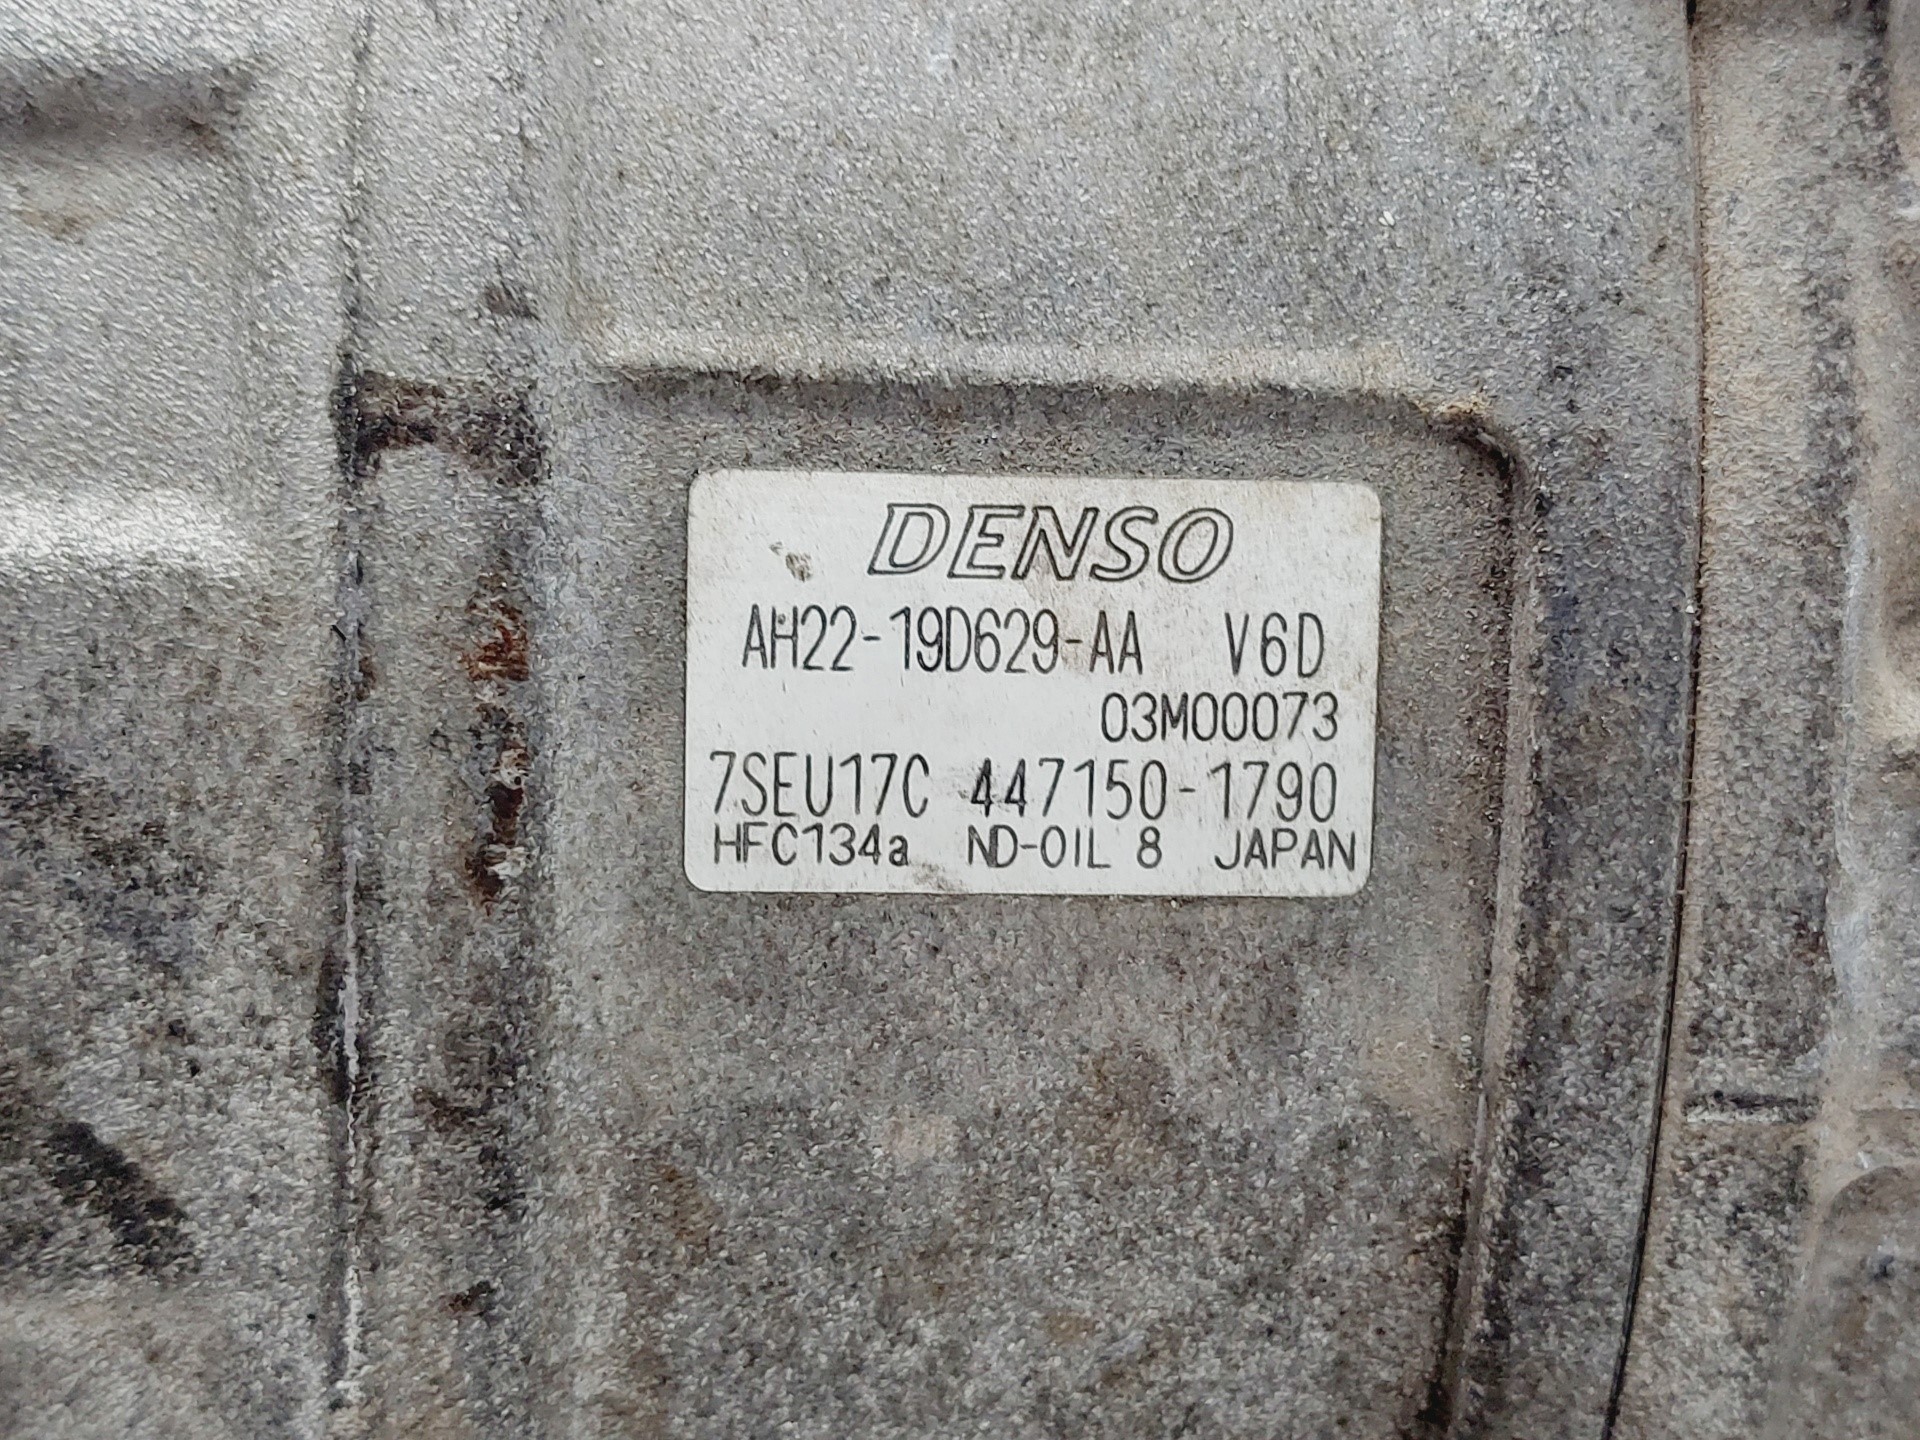 DENSO
AH22-19D629-AA V6D
03M00073
7SEU17C 447150-1790
HFC134a ND-OIL 8 JAPAN